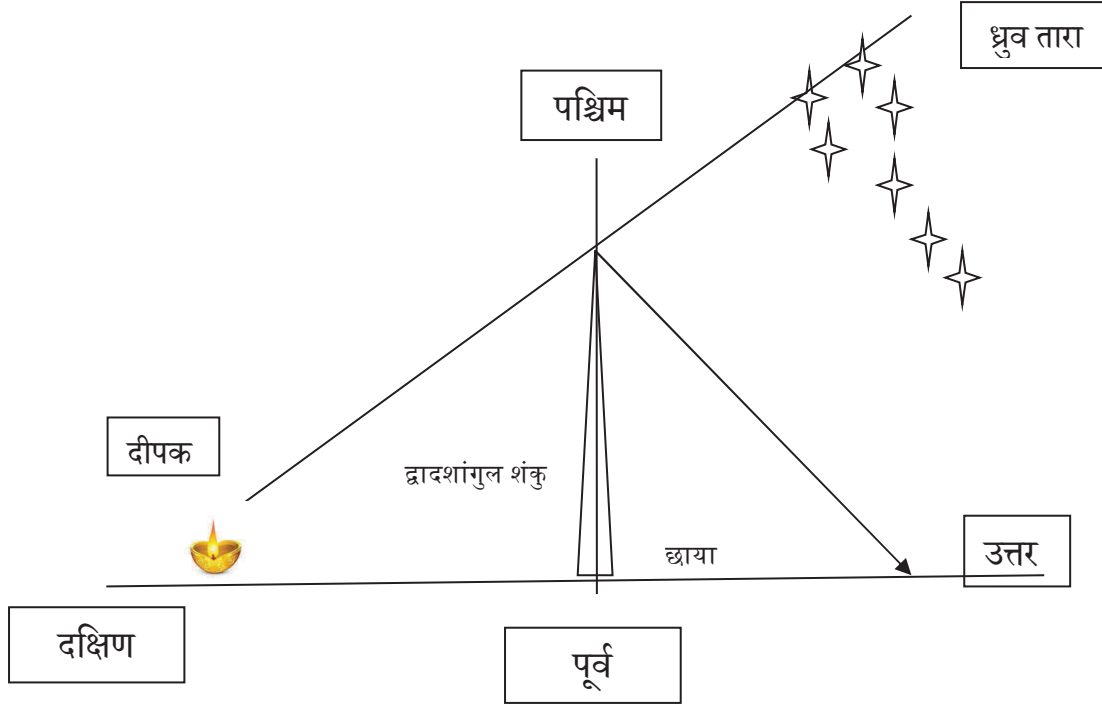 ध्रुव तारा
पश्चिम
दीपक
द्वादशांगुल शंकु
छाया
उत्तर
दक्षिण
पूर्व